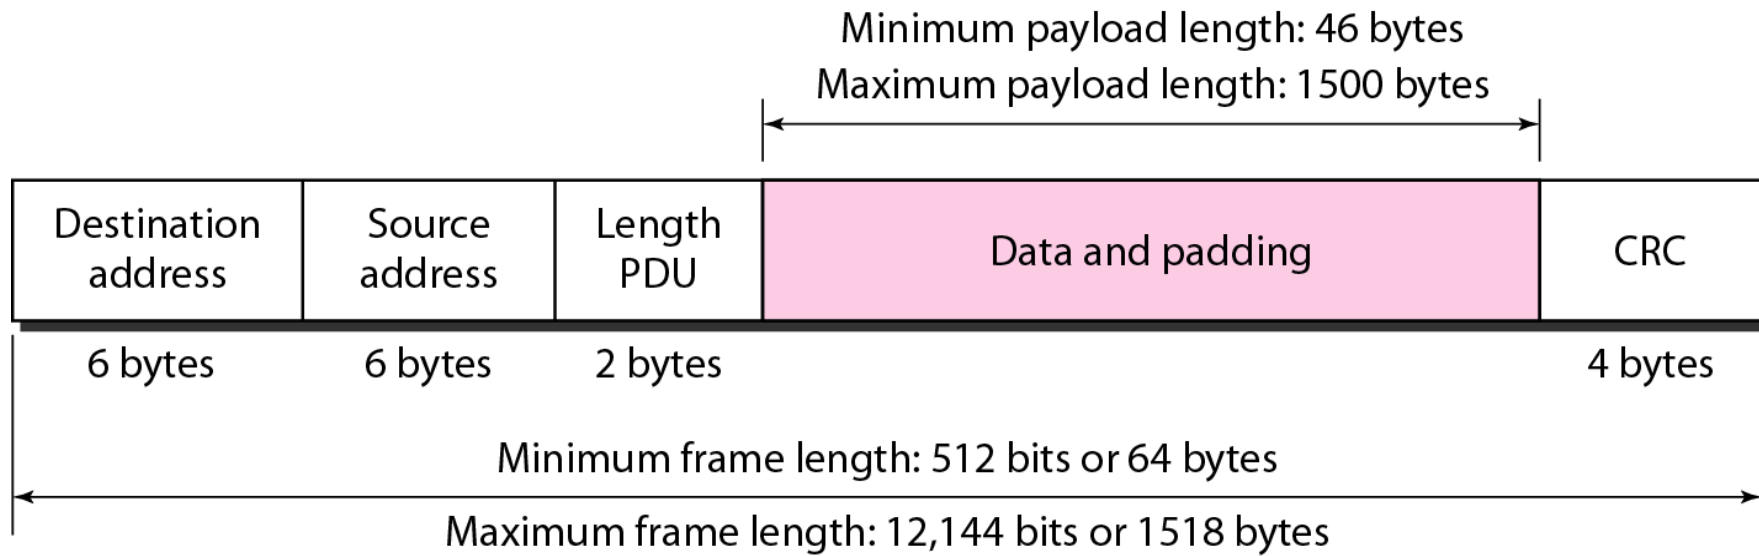 Minimum payload length: 46 bytes
Maximum payload length: 1500 bytes
Destination
address
Source
address
Length
PDU
Data and padding
CRC
6 bytes
6 bytes
2 bytes
4 bytes
Minimum frame length: 512 bits or 64 bytes
Maximum frame length: 12,144 bits or 1518 bytes